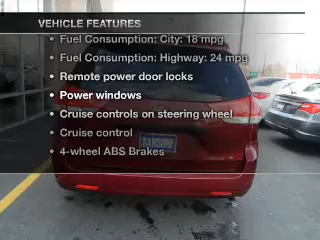 VEHICLE FEATURES
• Fuel Consumption: City: 18 mpg
• Fuel Consumption: Highway: 24 mpg
• Remote power door locks
• Power windows
• Cruise controls on steering wheel
• Cruise control
• 4-wheel ABS Brakes